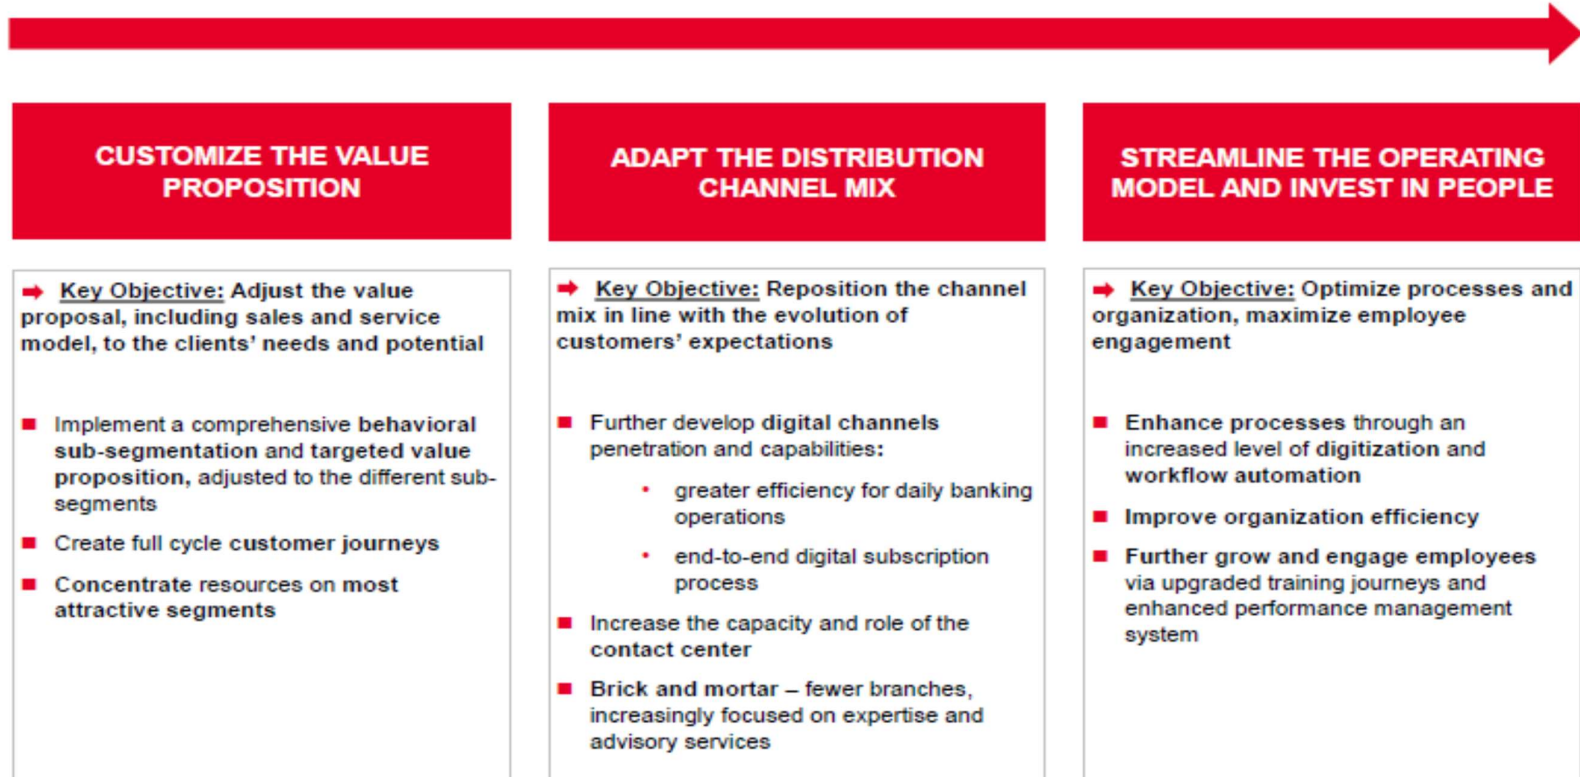 CUSTOMIZE THE VALUE
PROPOSITION
➡ Key Objective: Adjust the value
proposal, including sales and service
model, to the clients' needs and potential
■ Implement a comprehensive behavioral
sub-segmentation and targeted value
proposition, adjusted to the different sub-
segments
■ Create full cycle customer journeys
■ Concentrate resources on most
attractive segments
ADAPT THE DISTRIBUTION
CHANNEL MIX
➡ Key Objective: Reposition the channel
mix in line with the evolution of
customers' expectations
■ Further develop digital channels
penetration and capabilities:
• greater efficiency for daily banking
operations
• end-to-end digital subscription
process
■ Increase the capacity and role of the
contact center
■ Brick and mortar – fewer branches,
increasingly focused on expertise and
advisory services
STREAMLINE THE OPERATING
MODEL AND INVEST IN PEOPLE
➡ Key Objective: Optimize processes and
organization, maximize employee
engagement
■ Enhance processes through an
increased level of digitization and
workflow automation
■ Improve organization efficiency
■ Further grow and engage employees
via upgraded training journeys and
enhanced performance management
system